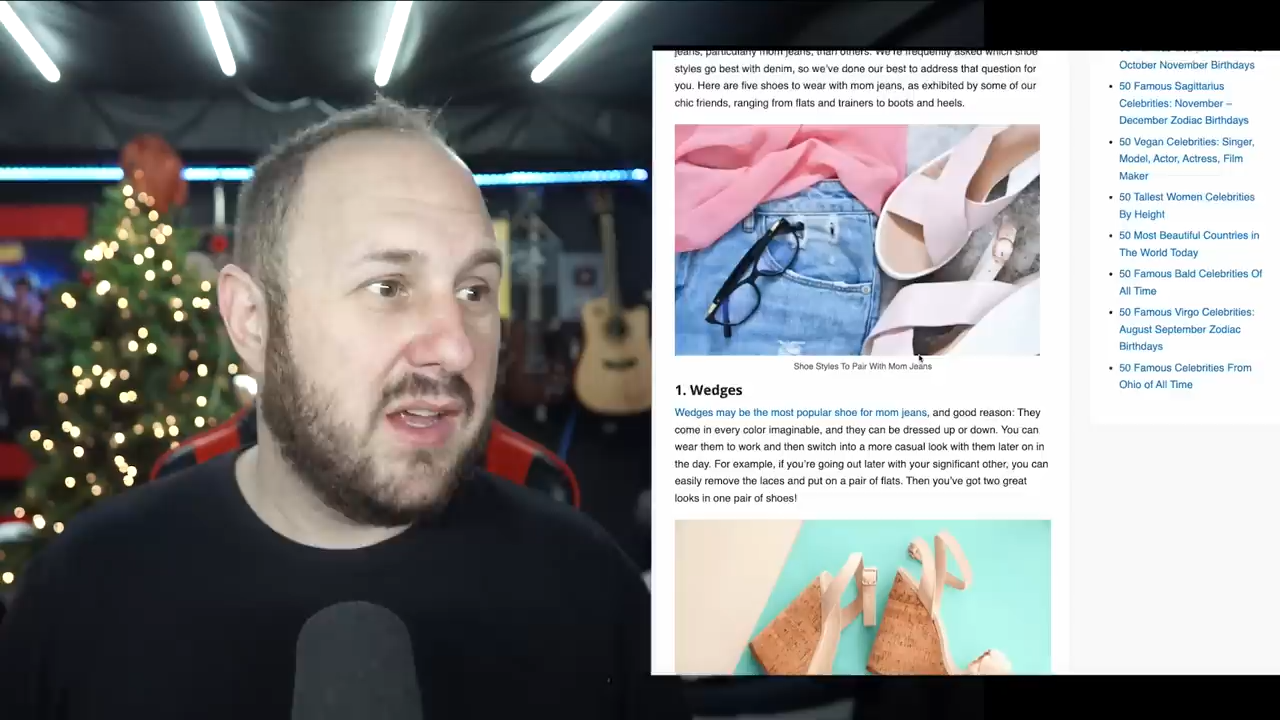 jeans, particularly mom jeans, than others. We're frequently asked which shoe
styles go best with denim, so we've done our best to address that question for
you. Here are five shoes to wear with mom jeans, as exhibited by some of our
chic friends, ranging from flats and trainers to boots and heels.
Shoe Styles To Pair With Mom Jeans
1. Wedges
Wedges may be the most popular shoe for mom jeans, and good reason: They
come in every color imaginable, and they can be dressed up or down. You can
wear them to work and then switch into a more casual look with them later on in
the day. For example, if you're going out later with your significant other, you can
easily remove the laces and put on a pair of flats. Then you've got two great
looks in one pair of shoes!
October November Birthdays
50 Famous Sagittarius
Celebrities: November –
December Zodiac Birthdays
50 Vegan Celebrities: Singer,
Model, Actor, Actress, Film
Maker
50 Tallest Women Celebrities
By Height
50 Most Beautiful Countries in
The World Today
50 Famous Bald Celebrities Of
All Time
50 Famous Virgo Celebrities:
August September Zodiac
Birthdays
50 Famous Celebrities From
Ohio of All Time